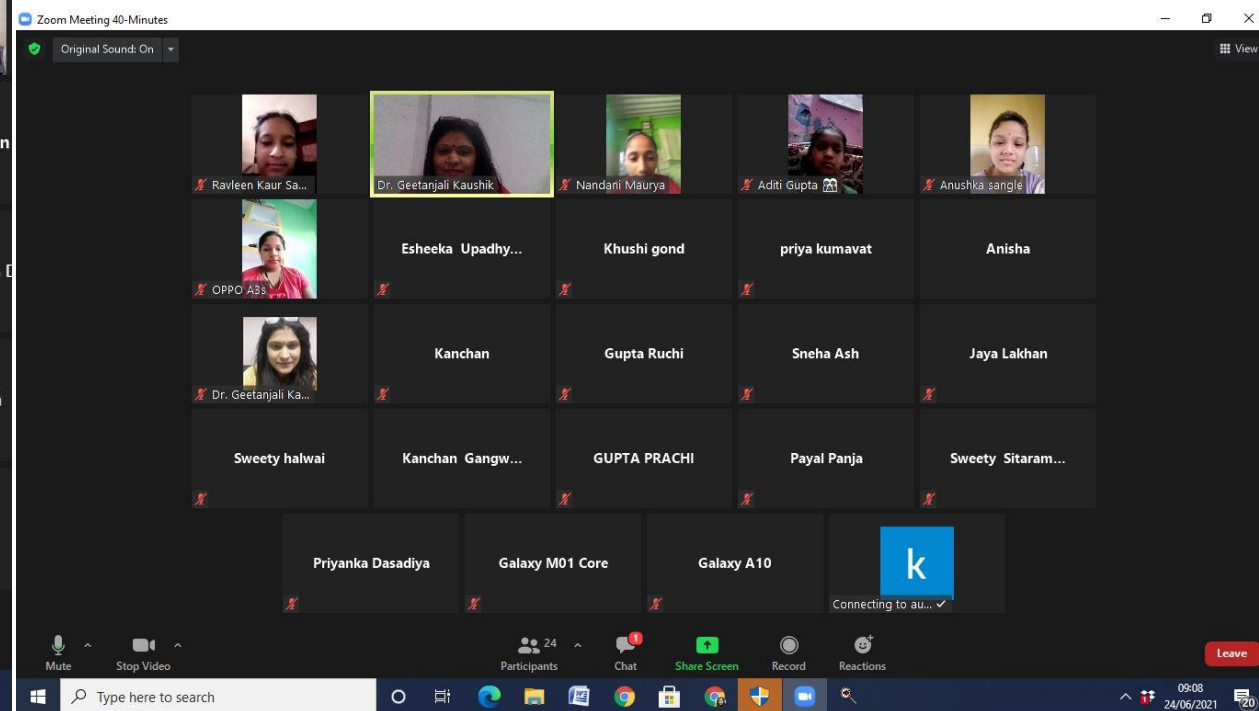 Zoom Meeting 40-Minutes
Original Sound: On
View
Ravleen Kaur Sa...
Dr. Geetanjali Kaushik
Nandani Maurya
Aditi Gupta
Anushka sangle
OPPO A3s
Esheeka Upadhy...
Khushi gond
priya kumavat
Anisha
Dr. Geetanjali Ka...
Kanchan
Gupta Ruchi
Sneha Ash
Jaya Lakhan
Sweety halwai
Kanchan Gangw...
GUPTA PRACHI
Payal Panja
Sweety Sitaram...
Priyanka Dasadiya
Galaxy M01 Core
Galaxy A10
k
Connecting to au...
Mute
Stop Video
24
Participants
1
Chat
Share Screen
Record
Reactions
Leave
Type here to search
09:08
24/06/2021
20